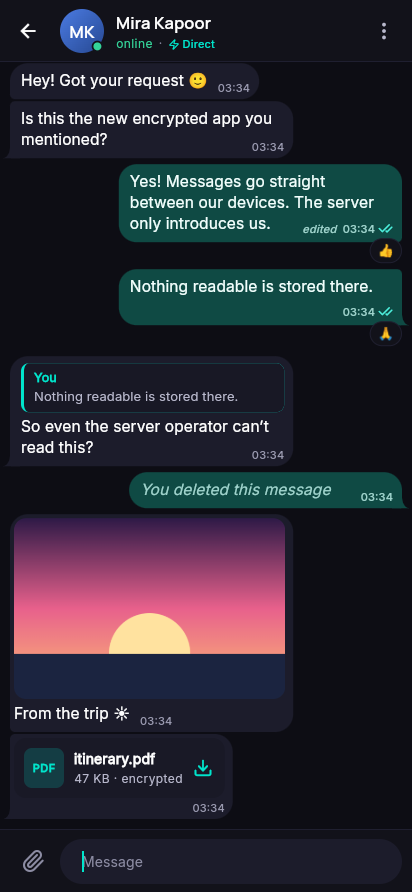 MK
Mira Kapoor
online · Direct
Hey! Got your request 🙂 03:34
Is this the new encrypted app you
mentioned?
03:34
Yes! Messages go straight
between our devices. The server
only introduces us. edited 03:34
👍
Nothing readable is stored there.
03:34
🙏
You
Nothing readable is stored there.
So even the server operator can’t
read this?
03:34
You deleted this message 03:34
From the trip ☀ 03:34
PDF
itinerary.pdf
47 KB · encrypted
03:34
Message